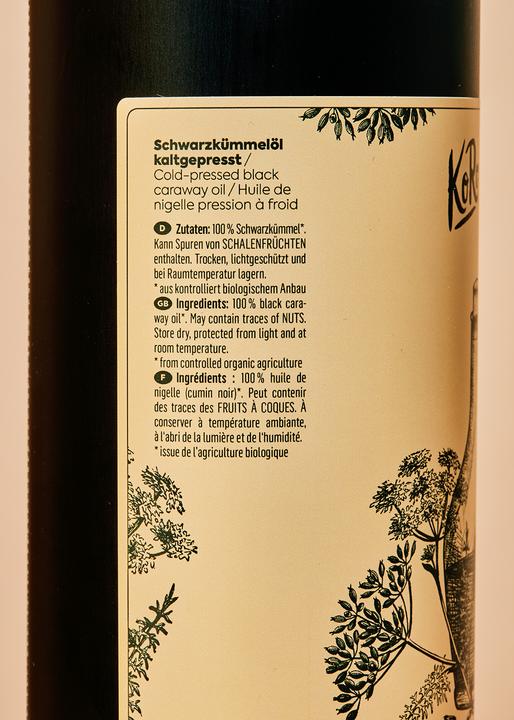 Schwarzkümmelöl
kaltgepresst /
Cold-pressed black
caraway oil / Huile de
nigelle pression à froid
D Zutaten: 100 % Schwarzkümmel*.
Kann Spuren von SCHALENFRÜCHTEN
enthalten. Trocken, lichtgeschützt und
bei Raumtemperatur lagern.
* aus kontrolliert biologischem Anbau
GB Ingredients: 100 % black cara-
way oil*. May contain traces of NUTS.
Store dry, protected from light and at
room temperature.
* from controlled organic agriculture
F Ingrédients : 100 % huile de
nigelle (cumin noir)*. Peut contenir
des traces des FRUITS À COQUES. À
conserver à température ambiante,
à l'abri de la lumière et de l'humidité.
* issue de l'agriculture biologique